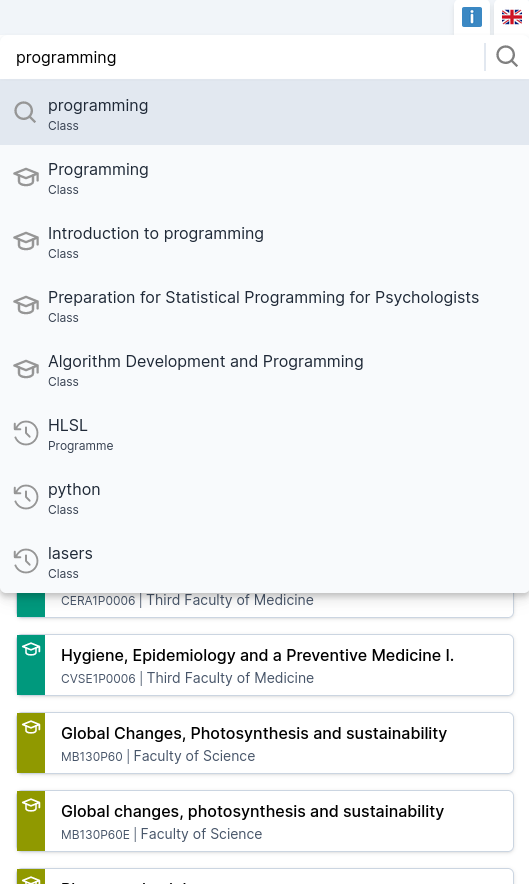 i
programming
programming
Class
Programming
Class
Introduction to programming
Class
Preparation for Statistical Programming for Psychologists
Class
Algorithm Development and Programming
Class
HLSL
Programme
python
Class
lasers
Class
CERA1P0006 | Third Faculty of Medicine
Hygiene, Epidemiology and a Preventive Medicine I.
CVSE1P0006 | Third Faculty of Medicine
Global Changes, Photosynthesis and sustainability
MB130P60 | Faculty of Science
Global changes, photosynthesis and sustainability
MB130P60E | Faculty of Science